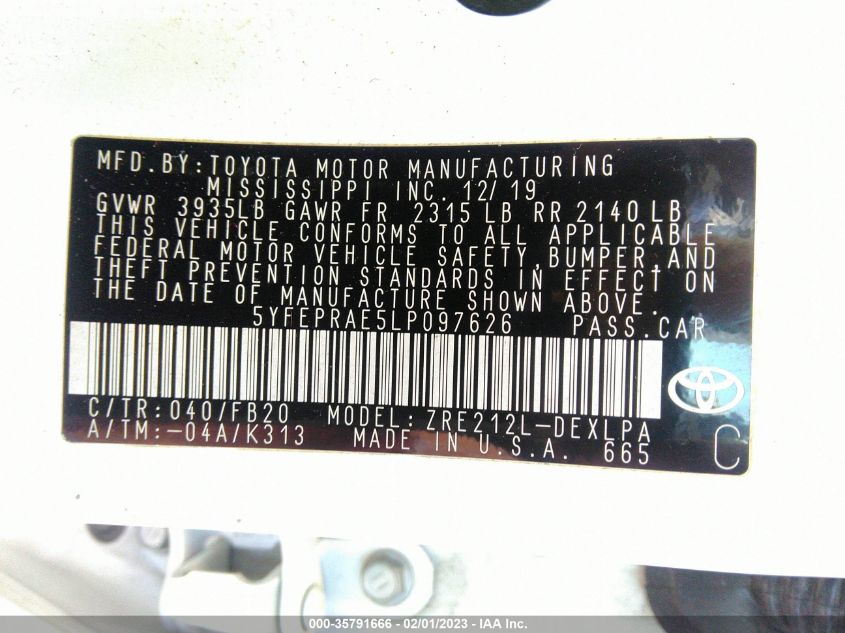 MFD.BY:TOYOTA MOTOR MANUFACTURING
MISSISSIPPI INC. 12/19
GVWR 3935LB GAWR FR 2315 LB RR 2140 LB
THIS VEHICLE CONFORMS TO ALL APPLICABLE
FEDERAL MOTOR VEHICLE SAFETY,BUMPER,AND
THEFT PREVENTION STANDARDS IN EFFECT ON
THE DATE OF MANUFACTURE SHOWN ABOVE.
5YFEPRAE5LP097626 PASS.CAR
C/TR:040/FB20 MODEL:ZRE212L-DEXLPA
A/TM:-04A/K313 MADE IN U.S.A. 665
C
000-35791666 - 02/01/2023 - © IAA Inc.